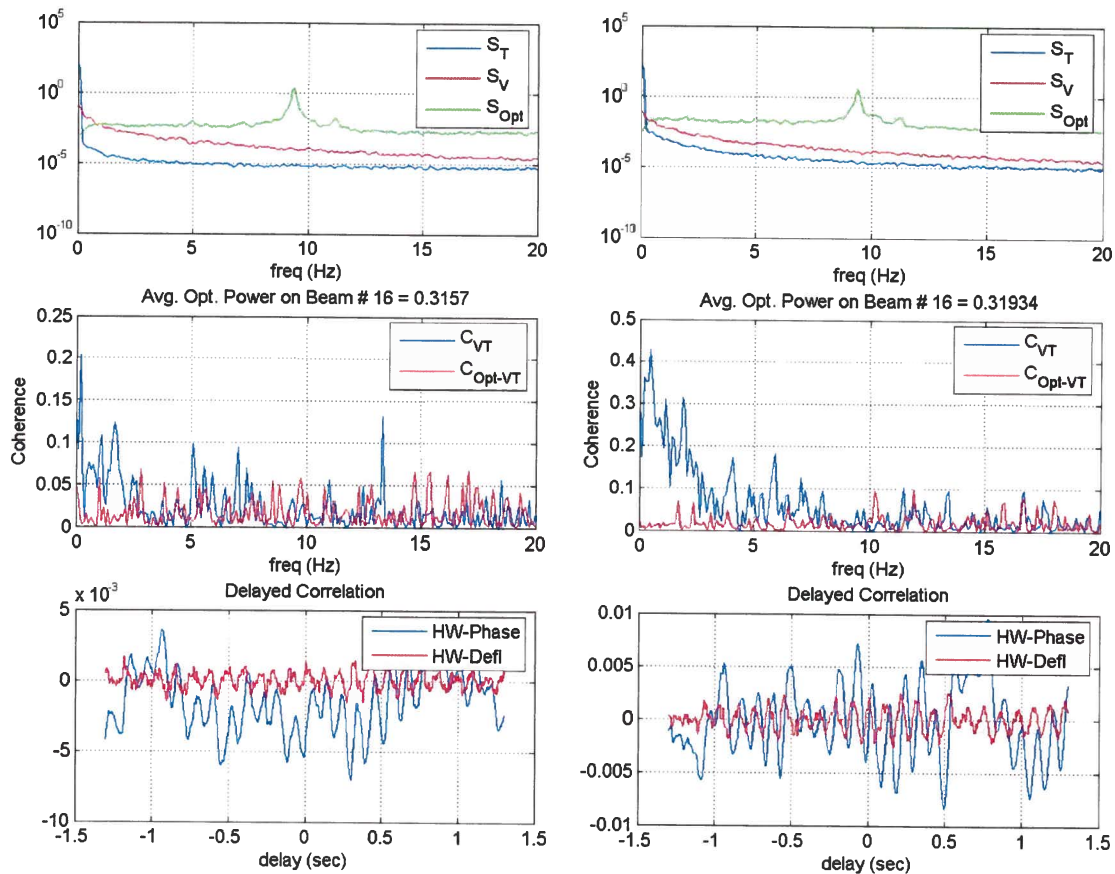 10^5
10^0
10^-5
10^-10
S_T
S_V
S_Opt
0 5 10 15 20
freq (Hz)
10^5
10^0
10^-5
10^-10
S_T
S_V
S_Opt
0 5 10 15 20
freq (Hz)
Avg. Opt. Power on Beam # 16 = 0.3157
Coherence
0.25
0.2
0.15
0.1
0.05
0
C_VT
C_Opt-VT
0 5 10 15 20
freq (Hz)
Avg. Opt. Power on Beam # 16 = 0.31934
Coherence
0.5
0.4
0.3
0.2
0.1
0
C_VT
C_Opt-VT
0 5 10 15 20
freq (Hz)
x 10^-3
Delayed Correlation
5
0
-5
-10
HW-Phase
HW-Defl
-1.5 -1 -0.5 0 0.5 1 1.5
delay (sec)
Delayed Correlation
0.01
0.005
0
-0.005
-0.01
HW-Phase
HW-Defl
-1.5 -1 -0.5 0 0.5 1 1.5
delay (sec)